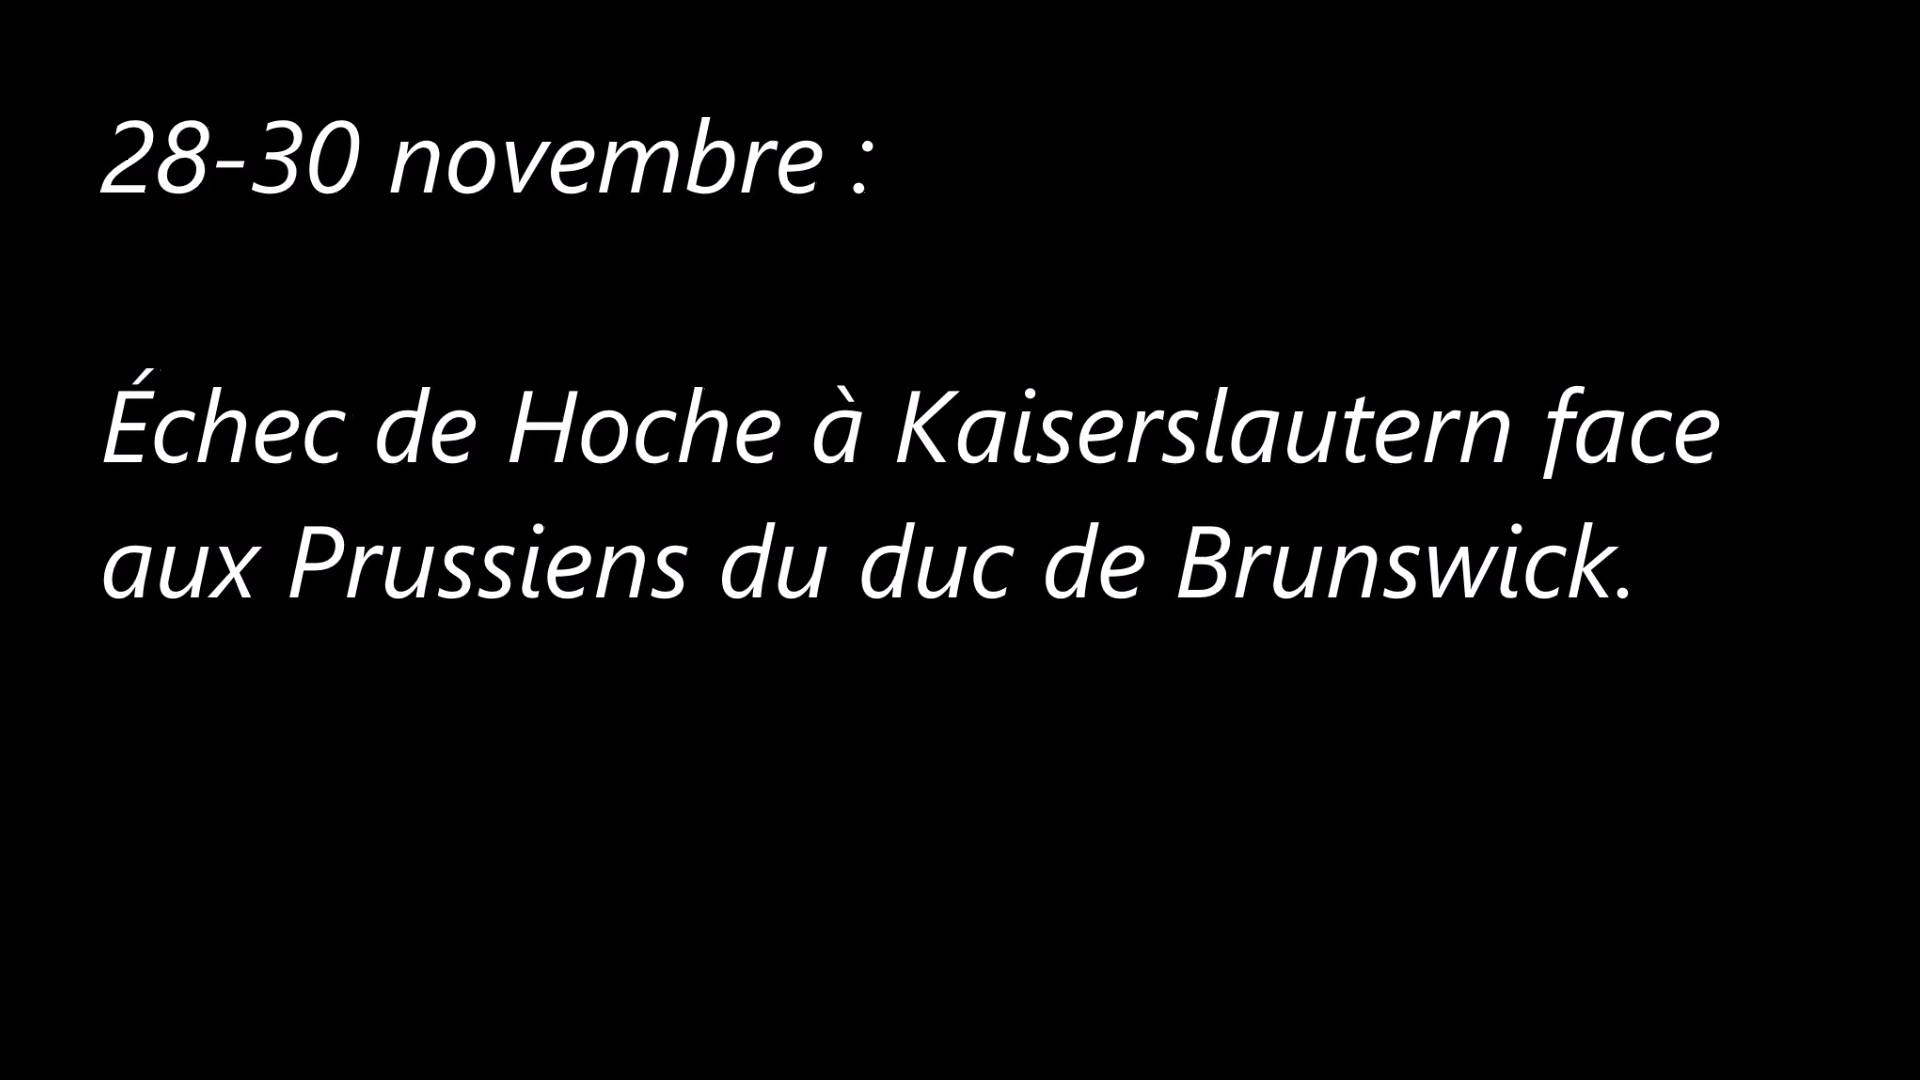 28-30 novembre :
Échec de Hoche à Kaiserslautern face
aux Prussiens du duc de Brunswick.